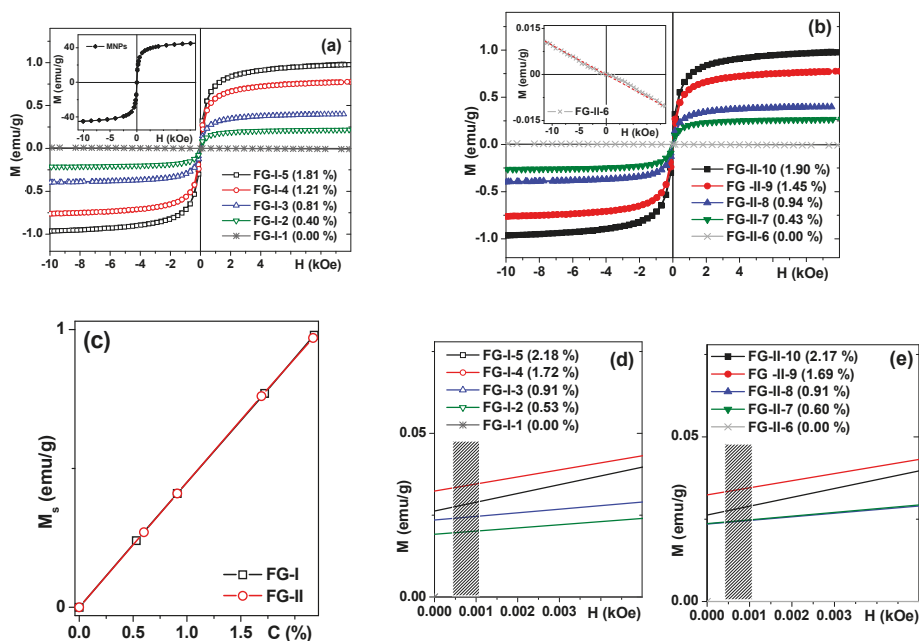 (a)
MNPs
M (emu/g)
40
0
-40
-10 0 10
H (kOe)
M (emu/g)
1.0
0.5
0.0
-0.5
-1.0
FG-I-5 (1.81 %)
FG-I-4 (1.21 %)
FG-I-3 (0.81 %)
FG-I-2 (0.40 %)
FG-I-1 (0.00 %)
-10 -8 -6 -4 -2 0 2 4 6 H (kOe)
(b)
M (emu/g)
0.015
0.000
-0.015
FG-II-6
-10 0 10
H (kOe)
M (emu/g)
1.0
0.5
0.0
-0.5
-1.0
FG-II-10 (1.90 %)
FG -II-9 (1.45 %)
FG-II-8 (0.94 %)
FG-II-7 (0.43 %)
FG-II-6 (0.00 %)
-10 -8 -6 -4 -2 0 2 4 6 H (kOe)
(c)
Ms (emu/g)
1
0
FG-I
FG-II
0.0 0.5 1.0 1.5 C (%)
(d)
FG-I-5 (2.18 %)
FG-I-4 (1.72 %)
FG-I-3 (0.91 %)
FG-I-2 (0.53 %)
FG-I-1 (0.00 %)
M (emu/g)
0.05
0.00
0.000 0.001 0.002 0.003 H (kOe)
(e)
FG-II-10 (2.17 %)
FG -II-9 (1.69 %)
FG-II-8 (0.91 %)
FG-II-7 (0.60 %)
FG-II-6 (0.00 %)
M (emu/g)
0.05
0.00
0.000 0.001 0.002 0.003 H (kOe)